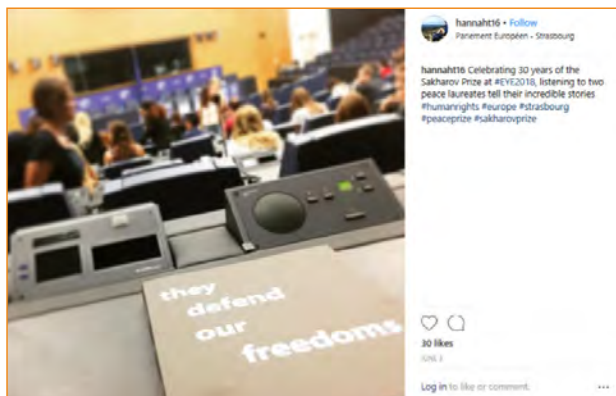 hannaht16 • Follow
Parlement Européen - Strasbourg
hannaht16 Celebrating 30 years of the
Sakharov Prize at #EYE2018, listening to two
peace laureates tell their incredible stories
#humanrights #europe #strasbourg
#peaceprize #sakharovprize
they
defend
our
freedoms
30 likes
JUNE 3
Log in to like or comment.